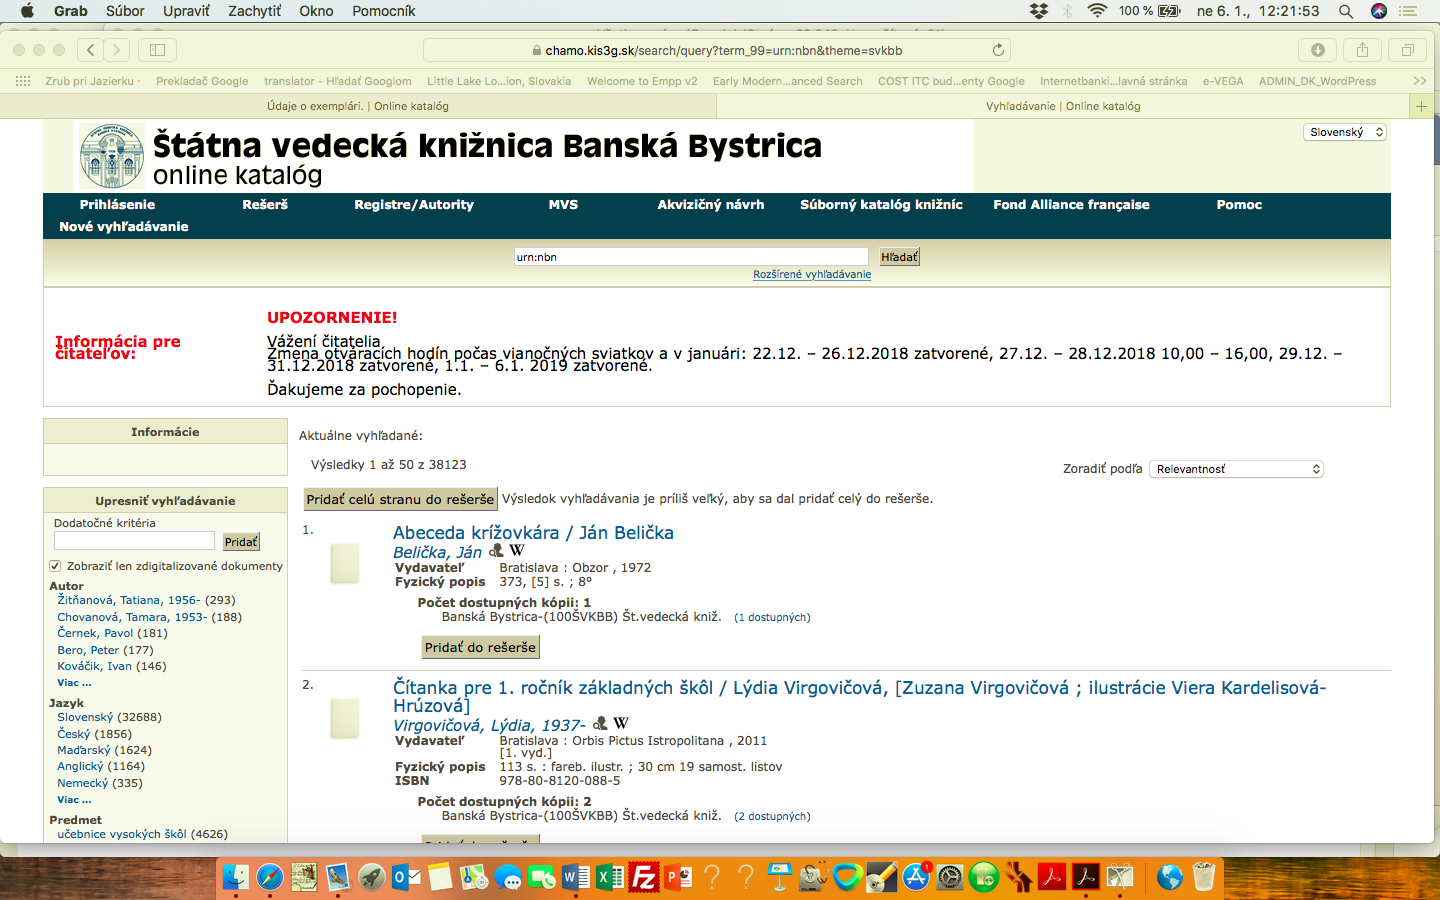 Grab Súbor Upraviť Zachytiť Okno Pomocník 100 % ne 6. 1., 12:21:53
chamo.kis3g.sk/search/query?term_99=urn:nbn&theme=svkbb
Zrub pri Jazierku · Prekladač Google translator - Hľadať Googlom Little Lake Lo...ion, Slovakia Welcome to Empp v2 Early Modern...anced Search COST ITC bud...enty Google Internetbanki...lavná stránka e-VEGA ADMIN_DK_WordPress >>
Údaje o exemplári. | Online katalóg Vyhľadávanie | Online katalóg +
Štátna vedecká knižnica Banská Bystrica
online katalóg
Slovenský
Prihlásenie Rešerš Registre/Autority MVS Akvizičný návrh Súborný katalóg knižníc Fond Alliance française Pomoc
Nové vyhľadávanie
urn:nbn Hľadať
Rozšírené vyhľadávanie
UPOZORNENIE!
Informácia pre
čitateľov:
Vážení čitatelia,
Zmena otváracích hodín počas vianočných sviatkov a v januári: 22.12. – 26.12.2018 zatvorené, 27.12. – 28.12.2018 10,00 – 16,00, 29.12. –
31.12.2018 zatvorené, 1.1. – 6.1. 2019 zatvorené.
Ďakujeme za pochopenie.
Informácie
Upresniť vyhľadávanie
Dodatočné kritéria
Pridať
Zobraziť len zdigitalizované dokumenty
Autor
Žitňanová, Tatiana, 1956- (293)
Chovanová, Tamara, 1953- (188)
Černek, Pavol (181)
Bero, Peter (177)
Kováčik, Ivan (146)
Viac ...
Jazyk
Slovenský (32688)
Český (1856)
Maďarský (1624)
Anglický (1164)
Nemecký (335)
Viac ...
Predmet
učebnice vysokých škôl (4626)
Aktuálne vyhľadané:
Výsledky 1 až 50 z 38123
Zoradiť podľa Relevantnosť
Pridať celú stranu do rešerše Výsledok vyhľadávania je príliš veľký, aby sa dal pridať celý do rešerše.
1. Abeceda krížovkára / Ján Belička
Belička, Ján W
Vydavateľ Bratislava : Obzor , 1972
Fyzický popis 373, [5] s. ; 8°
Počet dostupných kópii: 1
Banská Bystrica-(100ŠVKBB) Št.vedecká kniž. (1 dostupných)
Pridať do rešerše
2. Čítanka pre 1. ročník základných škôl / Lýdia Virgovičová, [Zuzana Virgovičová ; ilustrácie Viera Kardelisová-
Hrúzová]
Virgovičová, Lýdia, 1937- W
Vydavateľ Bratislava : Orbis Pictus Istropolitana , 2011
[1. vyd.]
Fyzický popis 113 s. : fareb. ilustr. ; 30 cm 19 samost. listov
ISBN 978-80-8120-088-5
Počet dostupných kópii: 2
Banská Bystrica-(100ŠVKBB) Št.vedecká kniž. (2 dostupných)